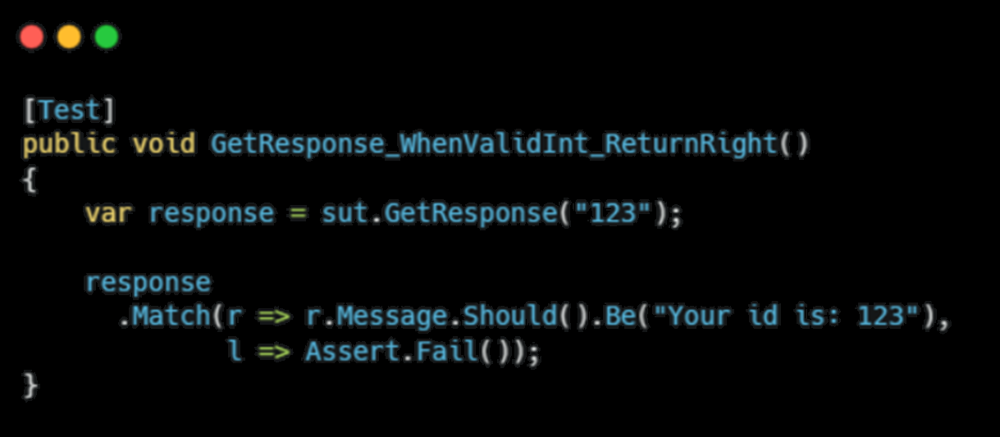 [Test]
public void GetResponse_WhenValidInt_ReturnRight()
{
    var response = sut.GetResponse("123");

    response
      .Match(r => r.Message.Should().Be("Your id is: 123"),
             l => Assert.Fail());
}